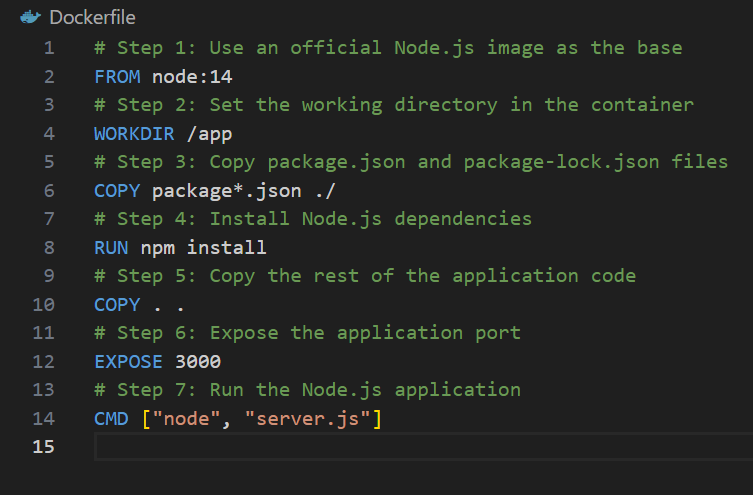 Dockerfile
1 # Step 1: Use an official Node.js image as the base
2 FROM node:14
3 # Step 2: Set the working directory in the container
4 WORKDIR /app
5 # Step 3: Copy package.json and package-lock.json files
6 COPY package*.json ./
7 # Step 4: Install Node.js dependencies
8 RUN npm install
9 # Step 5: Copy the rest of the application code
10 COPY . .
11 # Step 6: Expose the application port
12 EXPOSE 3000
13 # Step 7: Run the Node.js application
14 CMD ["node", "server.js"]
15